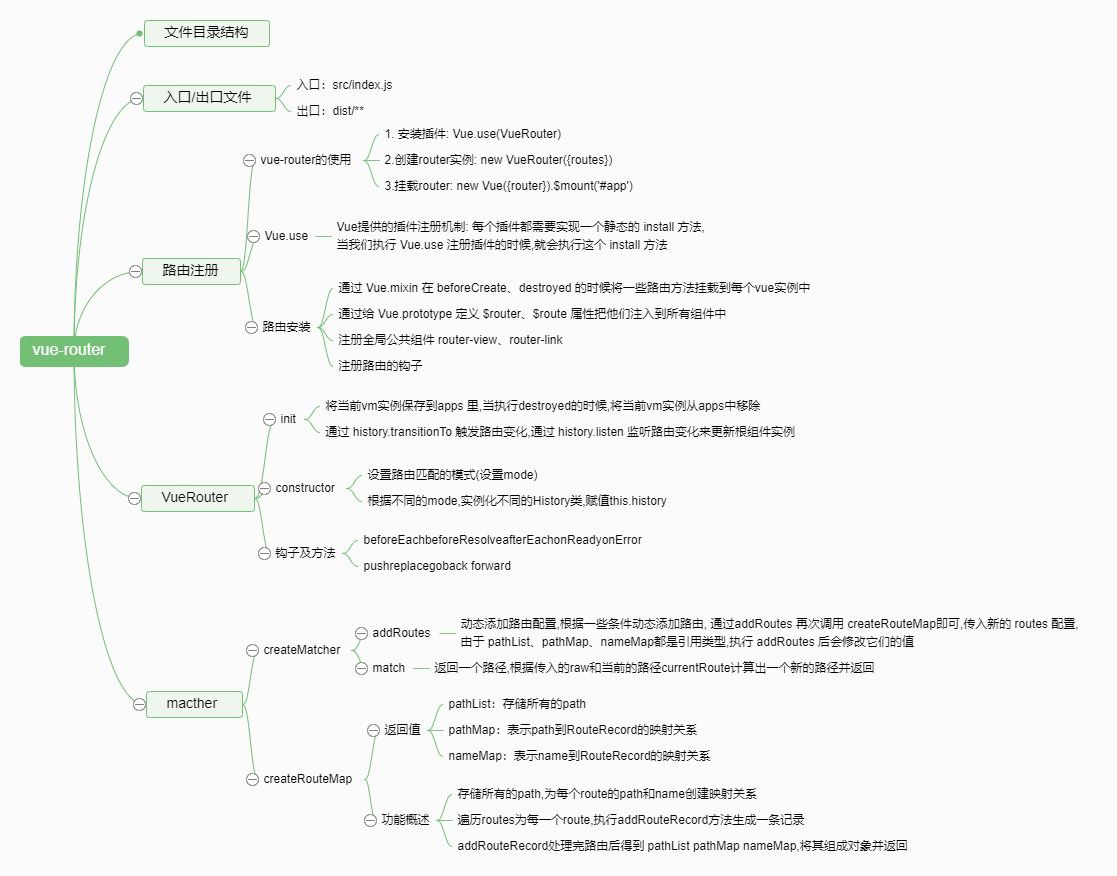 vue-router
文件目录结构
入口/出口文件
入口：src/index.js
出口：dist/**
路由注册
vue-router的使用
1. 安装插件: Vue.use(VueRouter)
2.创建router实例: new VueRouter({routes})
3.挂载router: new Vue({router}).$mount('#app')
Vue.use
Vue提供的插件注册机制: 每个插件都需要实现一个静态的 install 方法,
当我们执行 Vue.use 注册插件的时候,就会执行这个 install 方法
路由安装
通过 Vue.mixin 在 beforeCreate、destroyed 的时候将一些路由方法挂载到每个vue实例中
通过给 Vue.prototype 定义 $router、$route 属性把他们注入到所有组件中
注册全局公共组件 router-view、router-link
注册路由的钩子
VueRouter
init
将当前vm实例保存到apps 里,当执行destroyed的时候,将当前vm实例从apps中移除
通过 history.transitionTo 触发路由变化,通过 history.listen 监听路由变化来更新根组件实例
constructor
设置路由匹配的模式(设置mode)
根据不同的mode,实例化不同的History类,赋值this.history
钩子及方法
beforeEachbeforeResolveafterEachonReadyonError
pushreplacegoback forward
macther
createMatcher
addRoutes
动态添加路由配置,根据一些条件动态添加路由, 通过addRoutes 再次调用 createRouteMap即可,传入新的 routes 配置,
由于 pathList、pathMap、nameMap都是引用类型,执行 addRoutes 后会修改它们的值
match
返回一个路径,根据传入的raw和当前的路径currentRoute计算出一个新的路径并返回
createRouteMap
返回值
pathList：存储所有的path
pathMap：表示path到RouteRecord的映射关系
nameMap：表示name到RouteRecord的映射关系
功能概述
存储所有的path,为每个route的path和name创建映射关系
遍历routes为每一个route,执行addRouteRecord方法生成一条记录
addRouteRecord处理完路由后得到 pathList pathMap nameMap,将其组成对象并返回